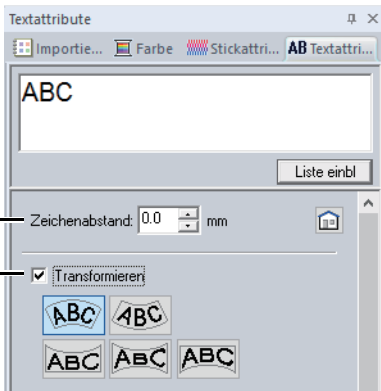 Textattribute
Importie... Farbe Stickattri... AB Textattri...
ABC
Liste einbl
Zeichenabstand: 0.0 mm
Transformieren
ABC ABC
ABC ABC ABC